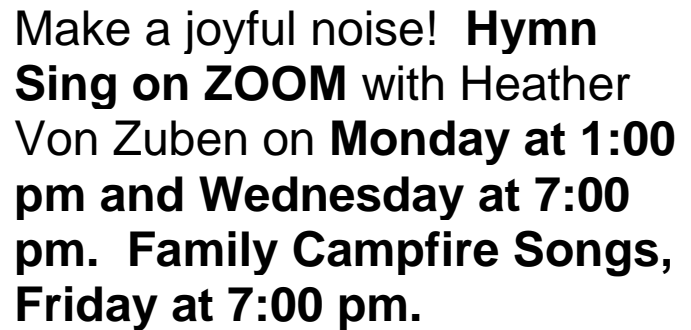 Make a joyful noise!  Hymn
Sing on ZOOM with Heather
Von Zuben on Monday at 1:00
pm and Wednesday at 7:00
pm.  Family Campfire Songs,
Friday at 7:00 pm.